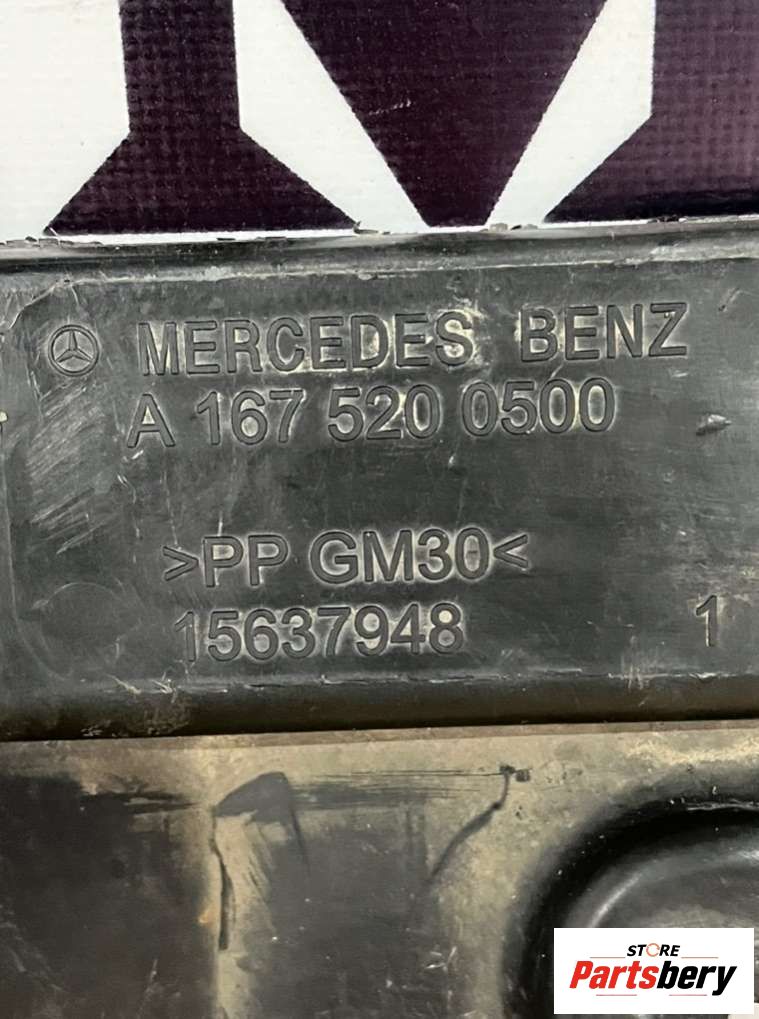 MERCEDES BENZ
A 167 520 0500
>PP GM30<
15637948 1
STORE
Partsbery